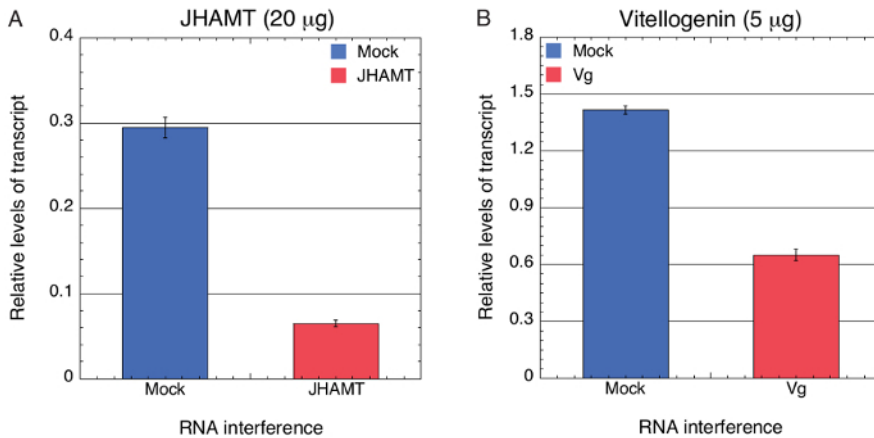 A
JHAMT (20 μg)
Relative levels of transcript
0.4
0.3
0.2
0.1
0
Mock
JHAMT
Mock
JHAMT
RNA interference
B
Vitellogenin (5 μg)
Relative levels of transcript
1.8
1.5
1.2
0.9
0.6
0.3
0
Mock
Vg
Mock
Vg
RNA interference